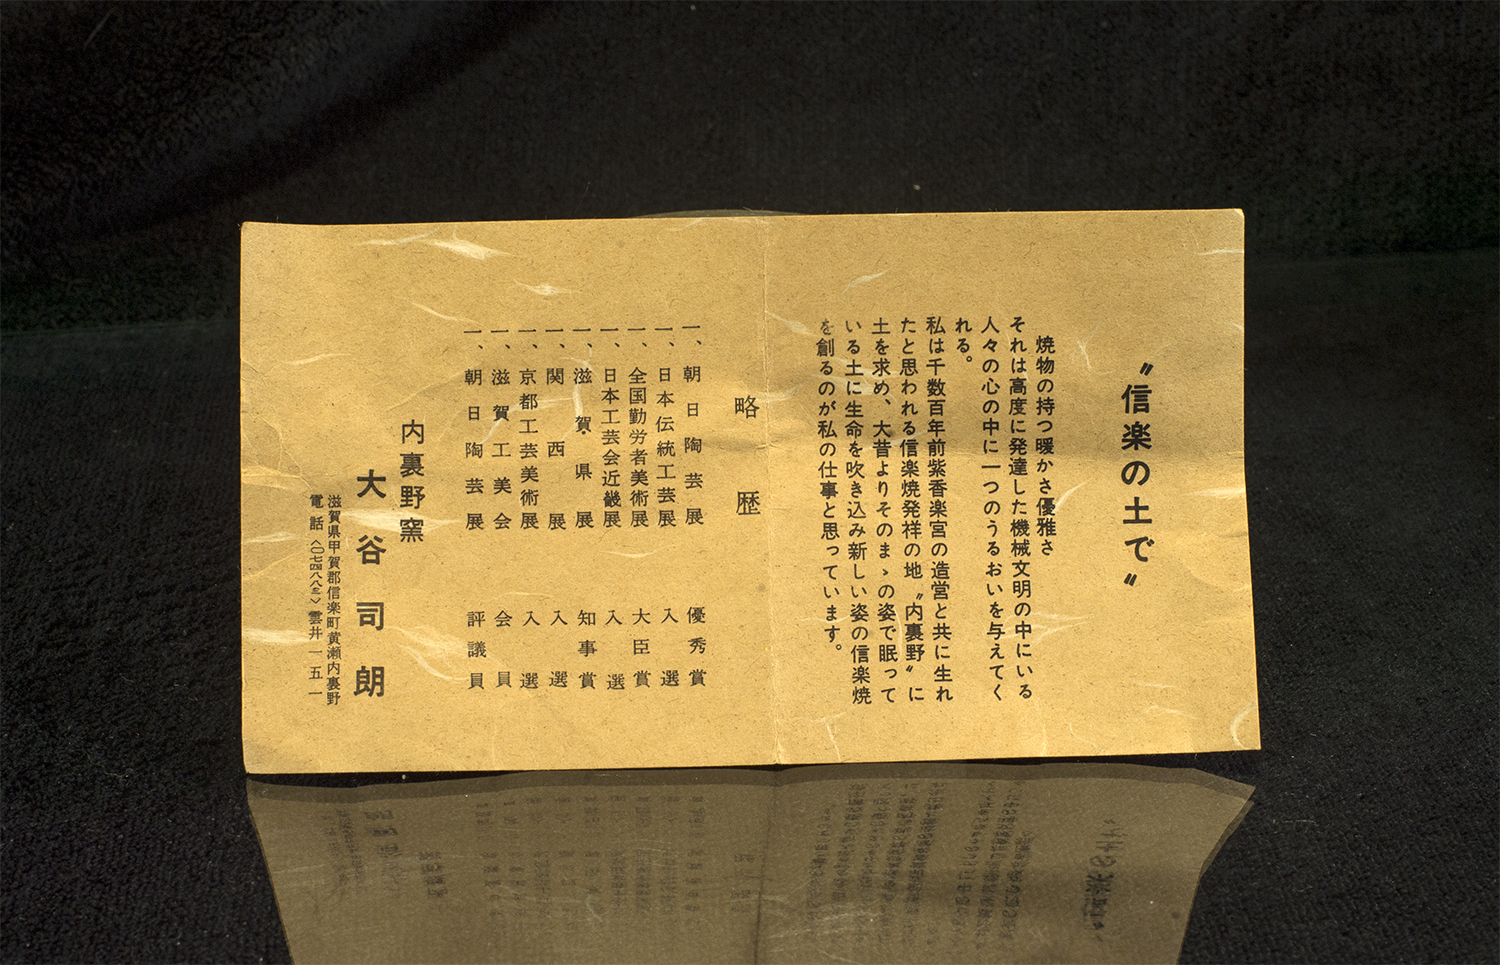 〝信楽の土で〟
焼物の持つ暖かさ優雅さ
それは高度に発達した機械文明の中にいる
人々の心の中に一つのうるおいを与えてく
れる。
私は千数百年前紫香楽宮の造営と共に生れ
たと思われる信楽焼発祥の地〝内裏野〟に
土を求め、大昔よりそのまゝの姿で眠って
いる土に生命を吹き込み新しい姿の信楽焼
を創るのが私の仕事と思っています。
略歴
一、朝日陶芸展 優秀賞
一、日本伝統工芸展 入選
一、全国勤労者美術展 大臣賞
一、日本工芸会近畿展 入選
一、滋賀県展 知事賞
一、関西展 入選
一、京都工芸美術展 入選
一、滋賀工美会 会員
一、朝日陶芸展 評議員
内裏野窯
大谷司朗
滋賀県甲賀郡信楽町黄瀬内裏野
電話 雲井一五一